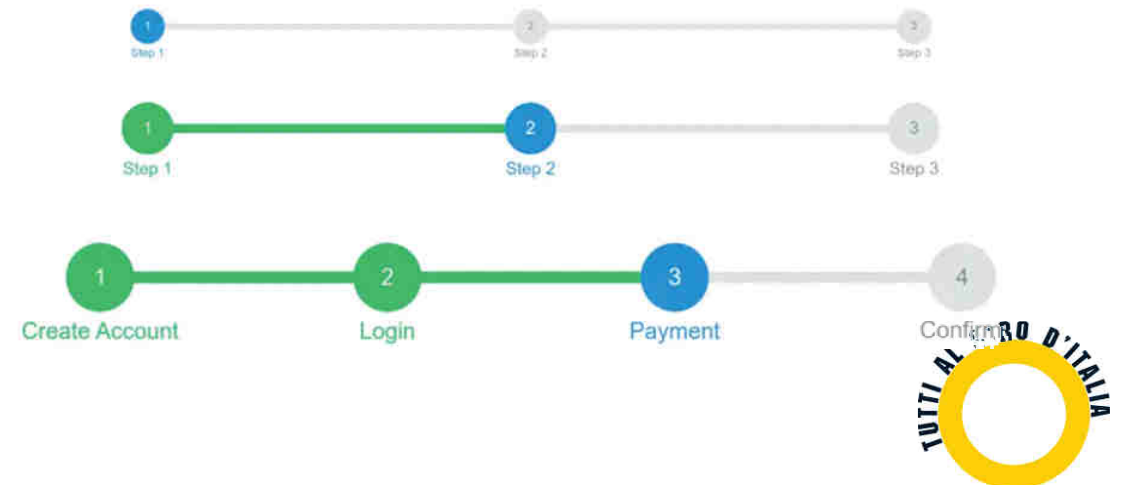 1 2 3
Step 1 Step 2 Step 3
1 2 3
Step 1 Step 2 Step 3
1 2 3 4
Create Account Login Payment Confirm
TUTTI AL D'ITALIA